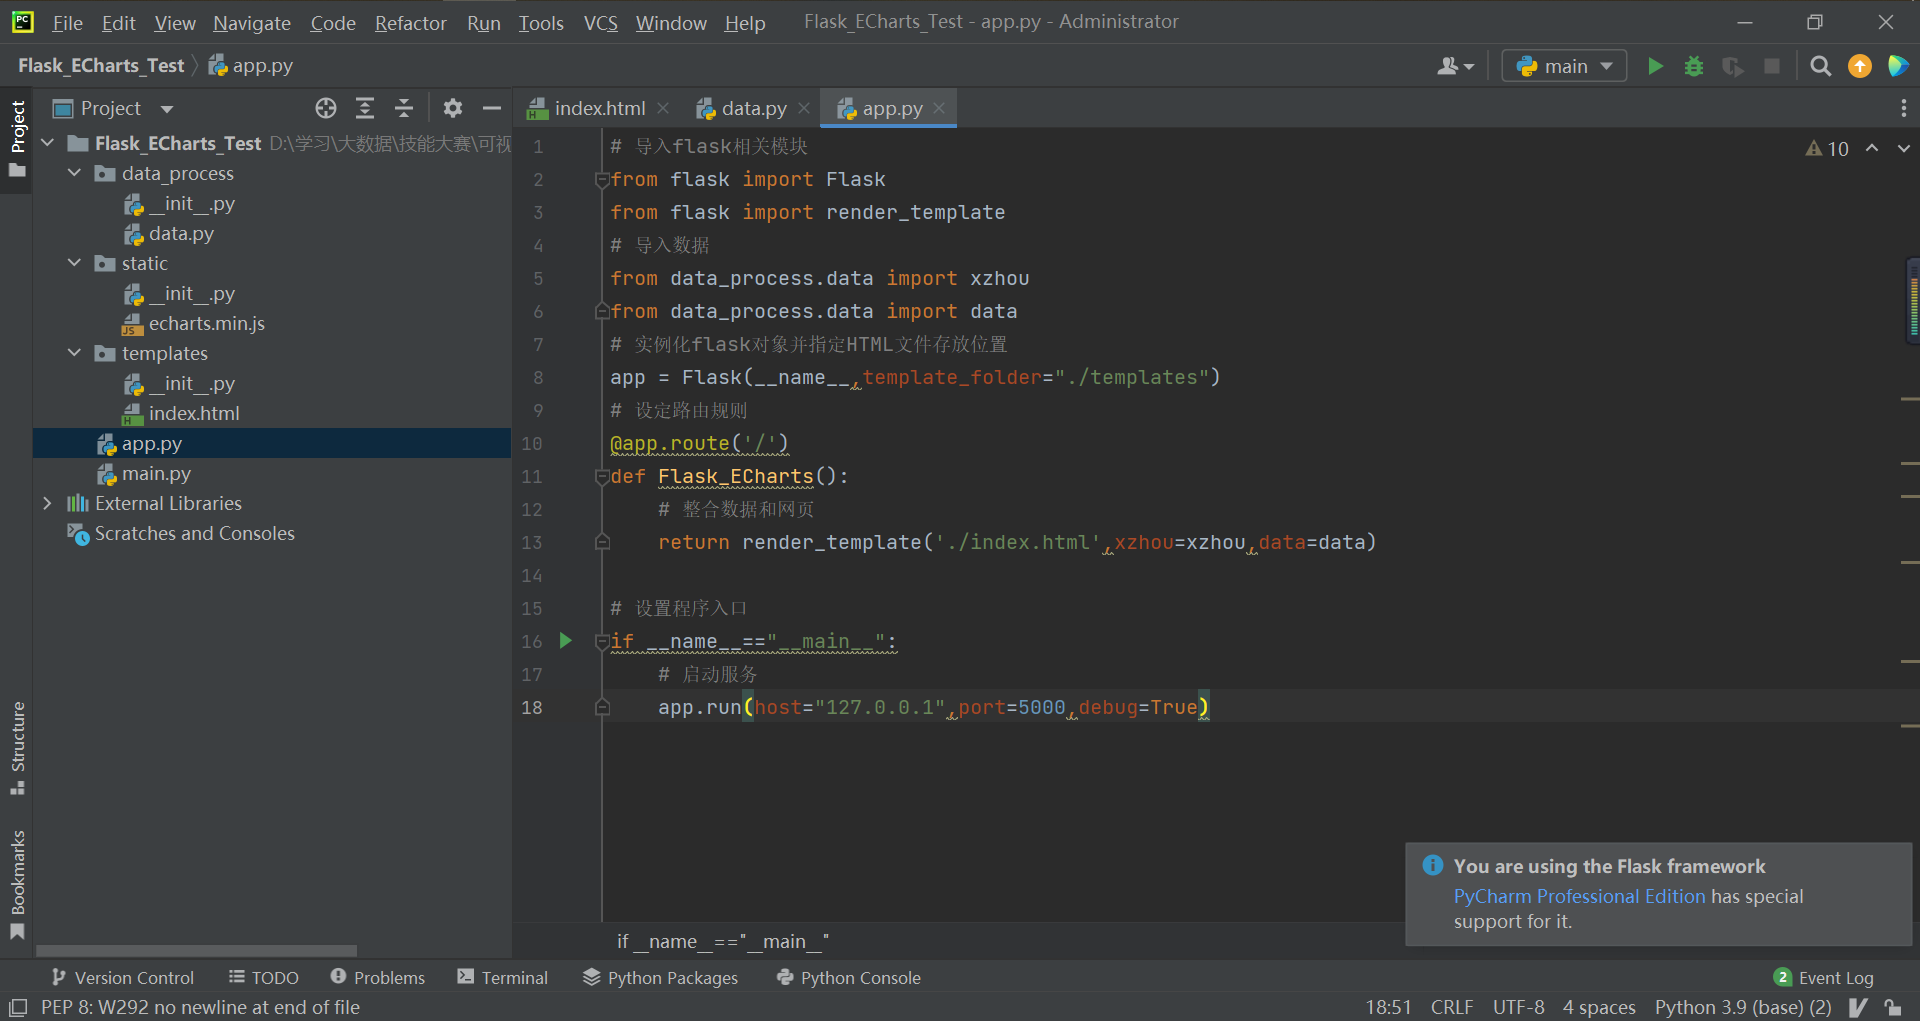 File Edit View Navigate Code Refactor Run Tools VCS Window Help Flask_ECharts_Test - app.py - Administrator
Flask_ECharts_Test app.py main
Project
index.html data.py app.py
Project
Structure
Bookmarks
Flask_ECharts_Test D:\学习\大数据\技能大赛\可视
data_process
__init__.py
data.py
static
__init__.py
echarts.min.js
templates
__init__.py
index.html
app.py
main.py
External Libraries
Scratches and Consoles
10
1 # 导入flask相关模块
2 from flask import Flask
3 from flask import render_template
4 # 导入数据
5 from data_process.data import xzhou
6 from data_process.data import data
7 # 实例化flask对象并指定HTML文件存放位置
8 app = Flask(__name__,template_folder="./templates")
9 # 设定路由规则
10 @app.route('/')
11 def Flask_ECharts():
12 # 整合数据和网页
13 return render_template('./index.html',xzhou=xzhou,data=data)
14
15 # 设置程序入口
16 if __name__=="__main__":
17 # 启动服务
18 app.run(host="127.0.0.1",port=5000,debug=True)
You are using the Flask framework
PyCharm Professional Edition has special
support for it.
if __name__=="__main__"
Version Control TODO Problems Terminal Python Packages Python Console 2 Event Log
PEP 8: W292 no newline at end of file 18:51 CRLF UTF-8 4 spaces Python 3.9 (base) (2)